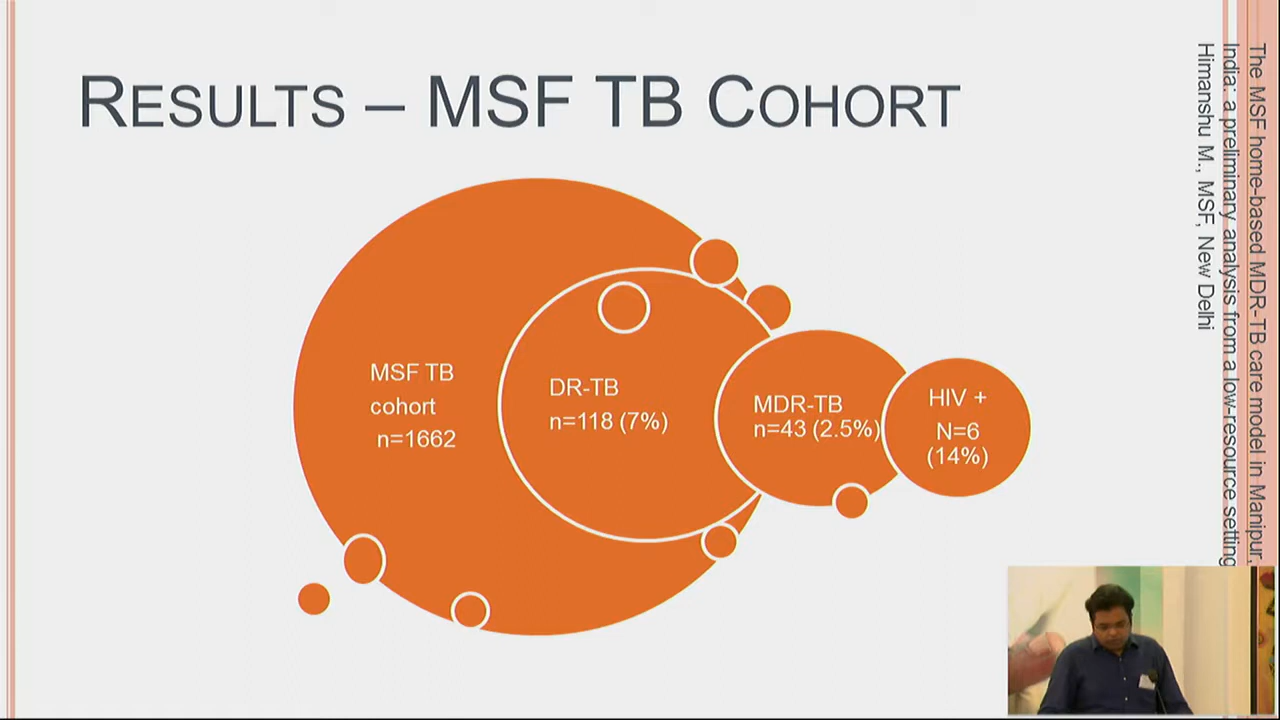 RESULTS – MSF TB COHORT
MSF TB
cohort
n=1662
DR-TB
n=118 (7%)
MDR-TB
n=43 (2.5%)
HIV +
N=6
(14%)
The MSF home-based MDR-TB care model in Manipur,
India: a preliminary analysis from a low-resource setting
Himanshu M., MSF, New Delhi